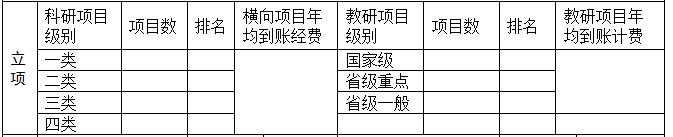 立项
科研项目级别 项目数 排名 横向项目年均到账经费 教研项目级别 项目数 排名 教研项目年均到账计费
一类 国家级
二类 省级重点
三类 省级一般
四类